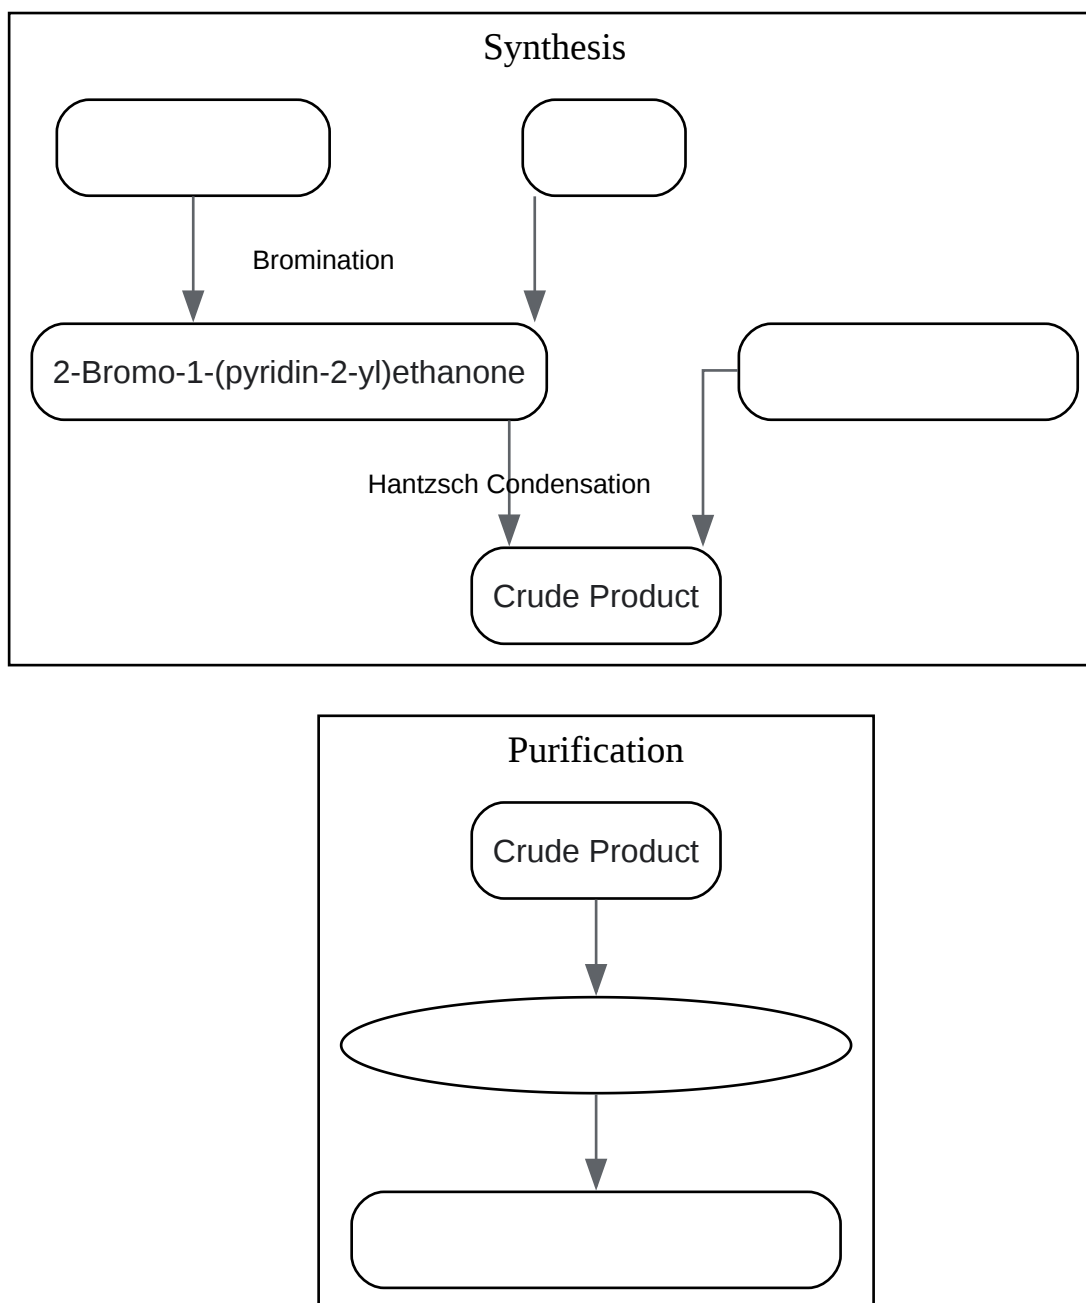 Synthesis
Bromination
2-Bromo-1-(pyridin-2-yl)ethanone
Hantzsch Condensation
Crude Product
Purification
Crude Product